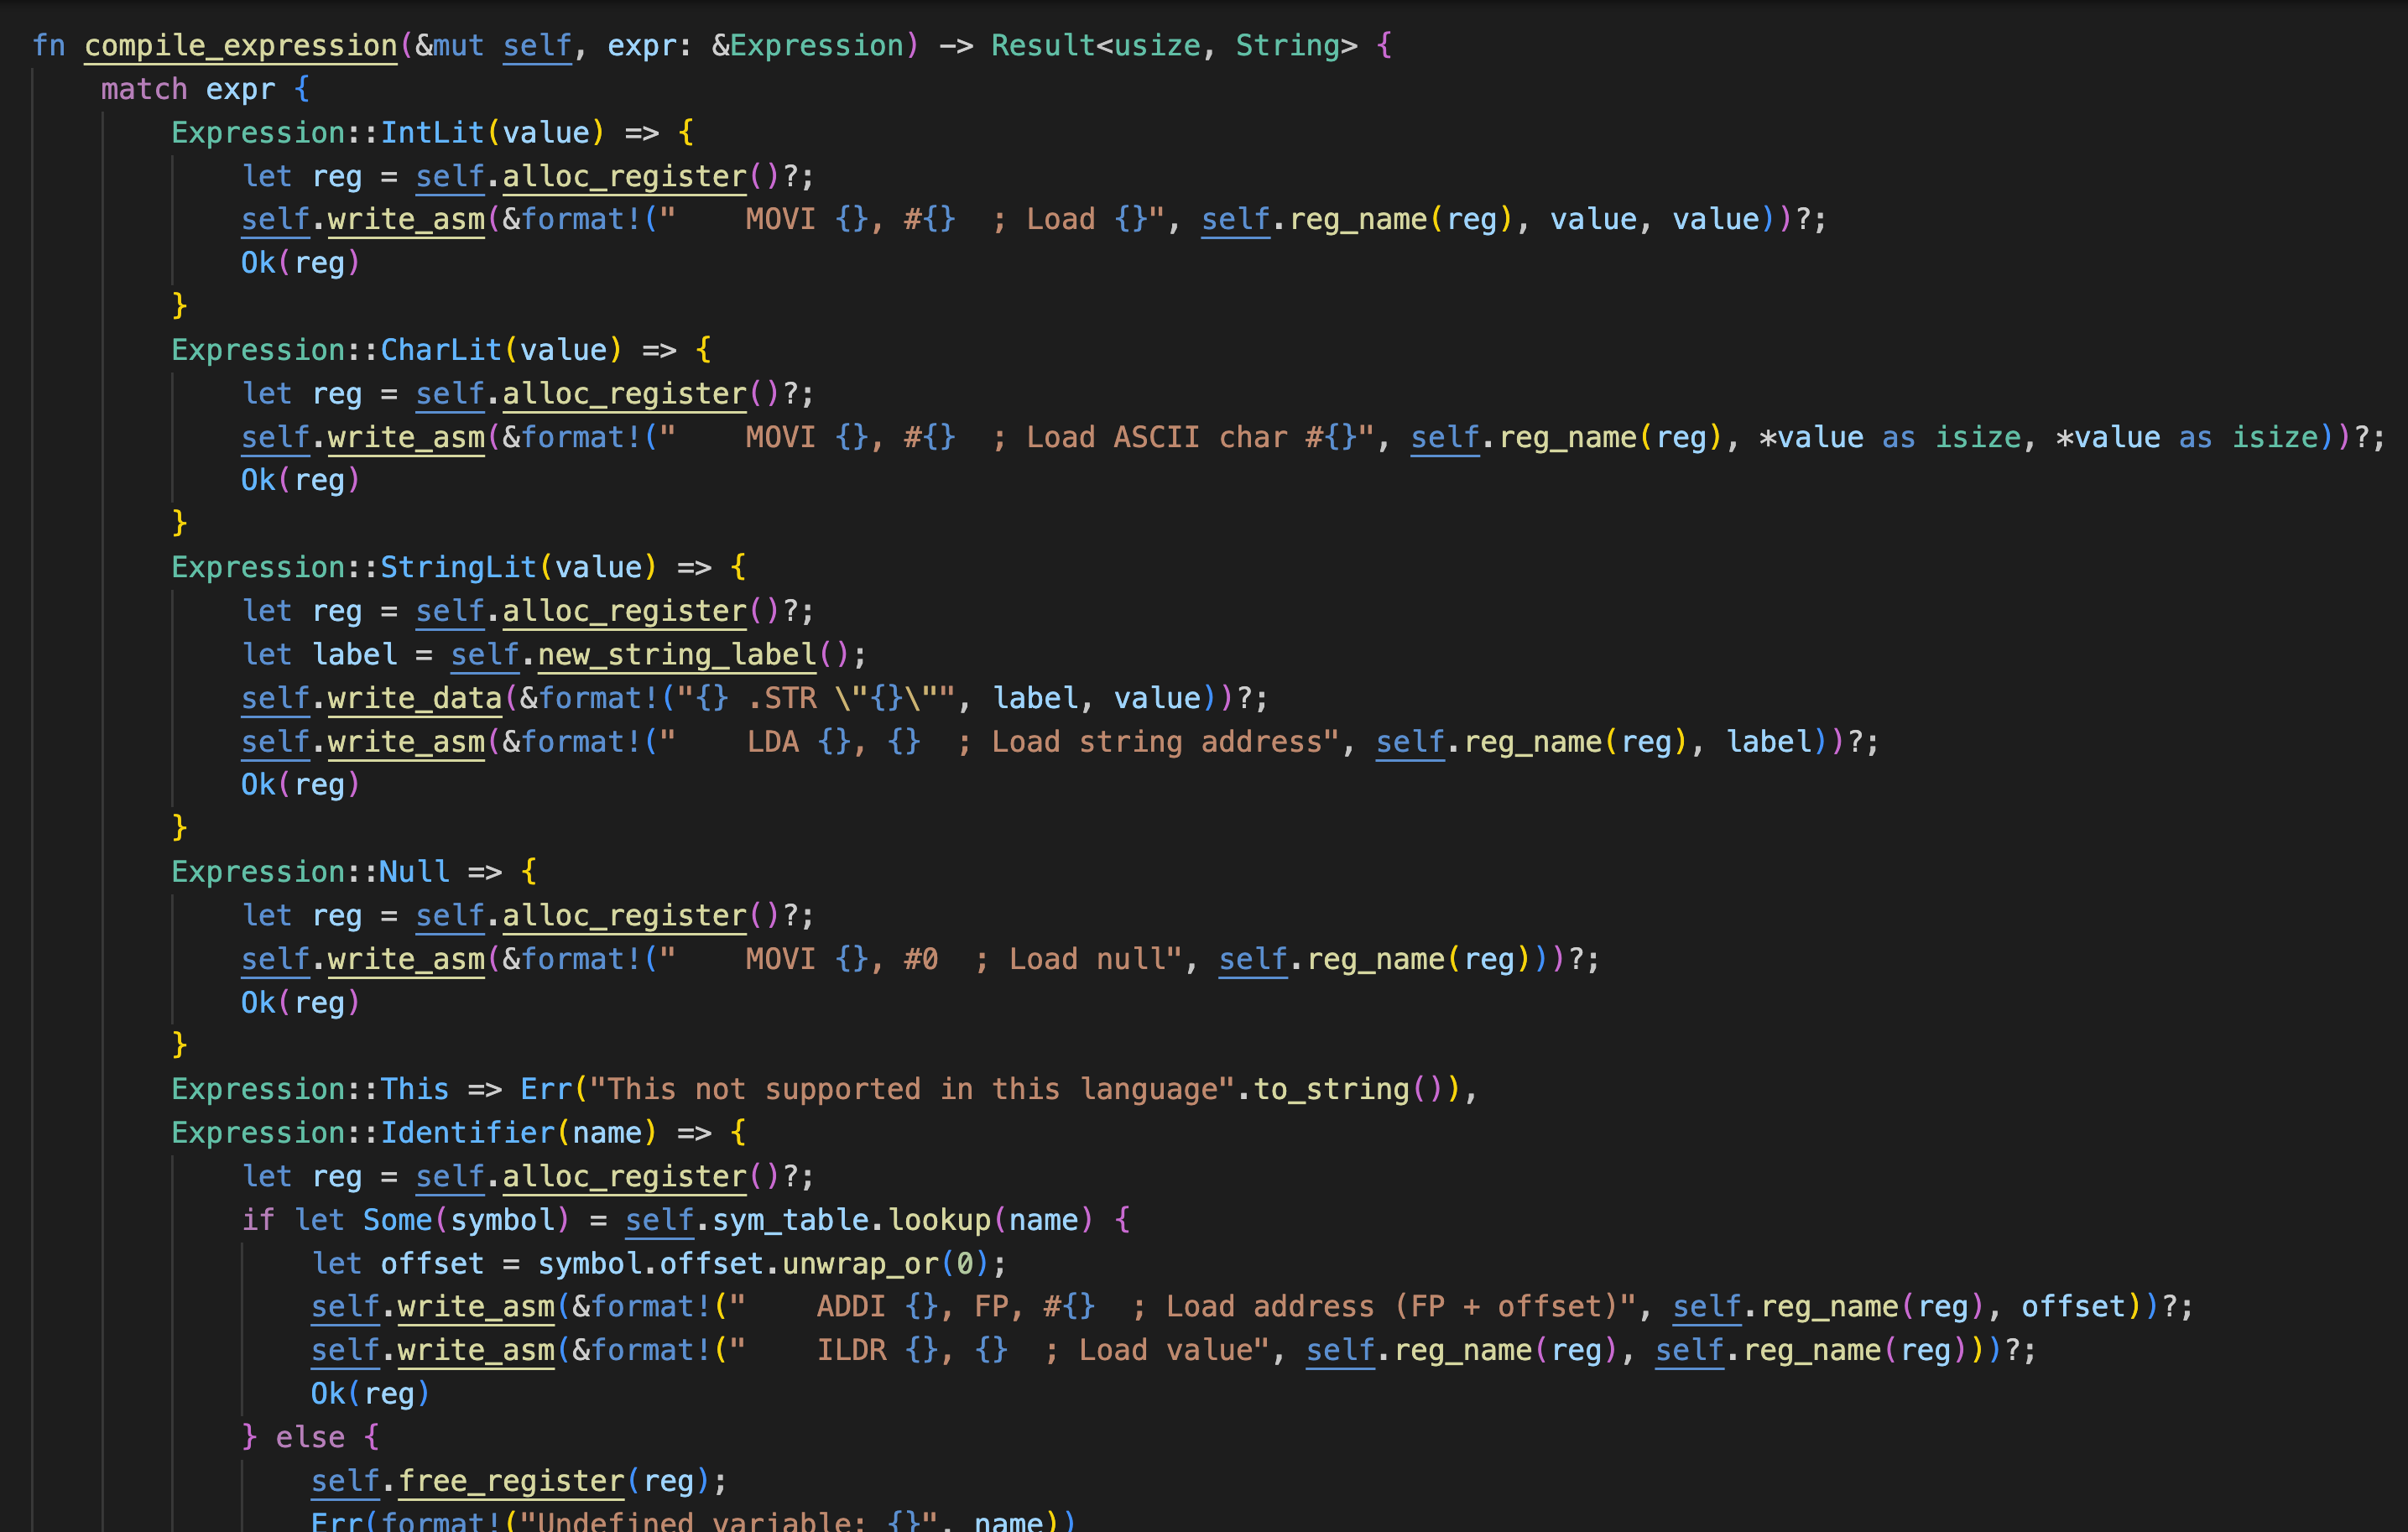 fn compile_expression(&mut self, expr: &Expression) -> Result<usize, String> {
    match expr {
        Expression::IntLit(value) => {
            let reg = self.alloc_register()?;
            self.write_asm(&format!("    MOVI {}, #{}  ; Load {}", self.reg_name(reg), value, value))?;
            Ok(reg)
        }
        Expression::CharLit(value) => {
            let reg = self.alloc_register()?;
            self.write_asm(&format!("    MOVI {}, #{}  ; Load ASCII char #{}", self.reg_name(reg), *value as isize, *value as isize))?;
            Ok(reg)
        }
        Expression::StringLit(value) => {
            let reg = self.alloc_register()?;
            let label = self.new_string_label();
            self.write_data(&format!("{} .STR \"{}\"", label, value))?;
            self.write_asm(&format!("    LDA {}, {}  ; Load string address", self.reg_name(reg), label))?;
            Ok(reg)
        }
        Expression::Null => {
            let reg = self.alloc_register()?;
            self.write_asm(&format!("    MOVI {}, #0  ; Load null", self.reg_name(reg)))?;
            Ok(reg)
        }
        Expression::This => Err("This not supported in this language".to_string()),
        Expression::Identifier(name) => {
            let reg = self.alloc_register()?;
            if let Some(symbol) = self.sym_table.lookup(name) {
                let offset = symbol.offset.unwrap_or(0);
                self.write_asm(&format!("    ADDI {}, FP, #{}  ; Load address (FP + offset)", self.reg_name(reg), offset))?;
                self.write_asm(&format!("    ILDR {}, {}  ; Load value", self.reg_name(reg), self.reg_name(reg)))?;
                Ok(reg)
            } else {
                self.free_register(reg);
                Err(format!("Undefined variable: {}", name))